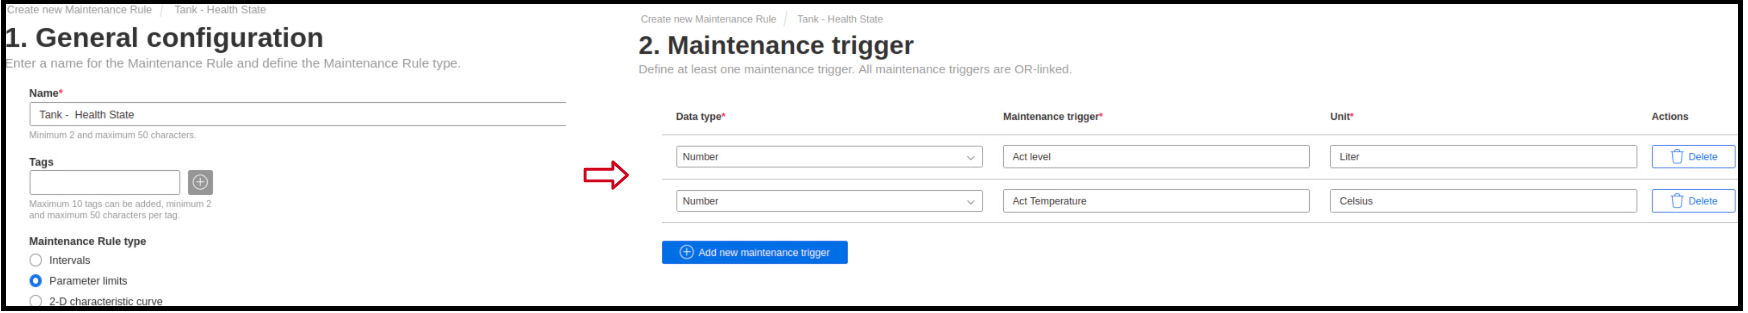 Create new Maintenance Rule / Tank - Health State
1. General configuration
Enter a name for the Maintenance Rule and define the Maintenance Rule type.
Name*
Tank - Health State
Minimum 2 and maximum 50 characters.
Tags
Maximum 10 tags can be added, minimum 2
and maximum 50 characters per tag.
Maintenance Rule type
Intervals
Parameter limits
2-D characteristic curve
Create new Maintenance Rule / Tank - Health State
2. Maintenance trigger
Define at least one maintenance trigger. All maintenance triggers are OR-linked.
Data type* Maintenance trigger* Unit* Actions
Number Act level Liter Delete
Number Act Temperature Celsius Delete
Add new maintenance trigger